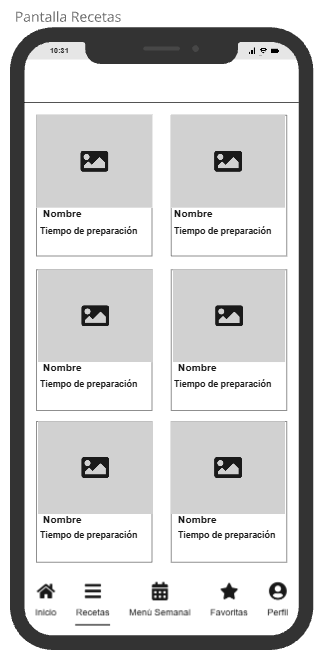 Pantalla Recetas
10:31
Nombre Nombre
Tiempo de preparación Tiempo de preparación
Nombre Nombre
Tiempo de preparación Tiempo de preparación
Nombre Nombre
Tiempo de preparación Tiempo de preparación
Inicio Recetas Menú Semanal Favoritas Perfil